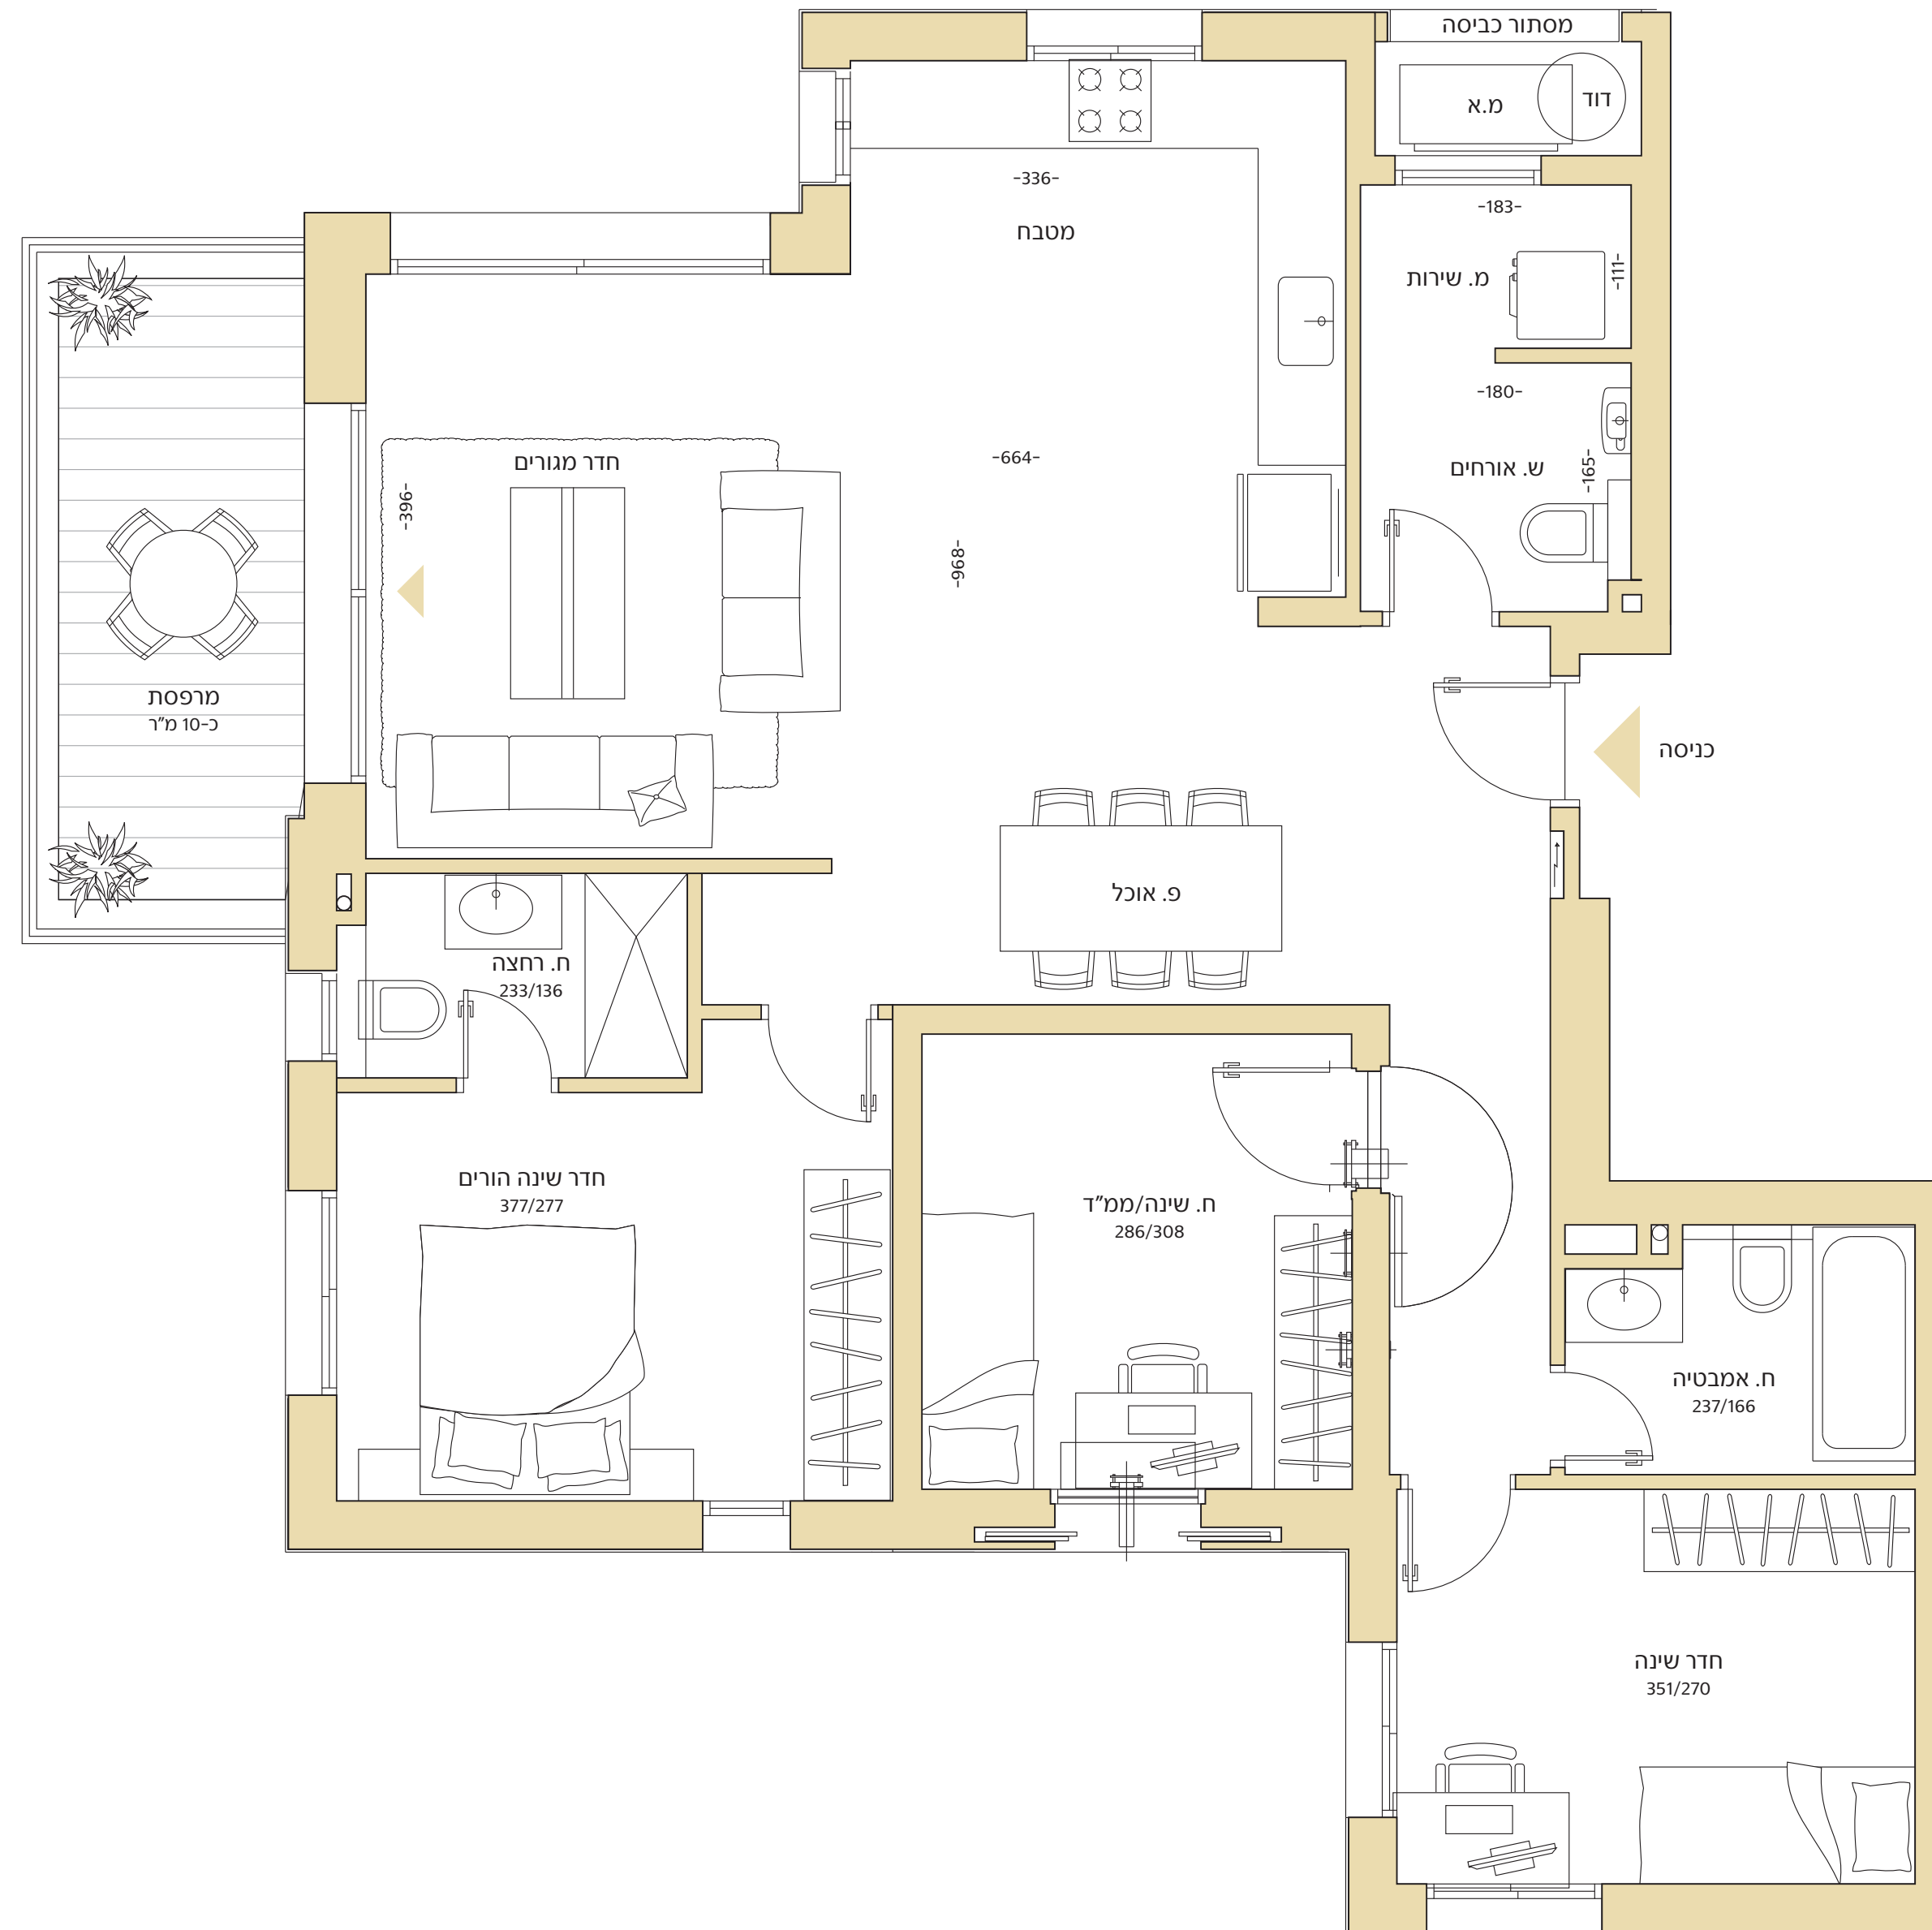 מסתור כביסה
מ.א
דוד
-336-
מטבח
-183-
-111-
מ. שירות
-180-
ש. אורחים
-165-
חדר מגורים
-396-
-664-
-968-
מרפסת
כ-10 מ"ר
כניסה
פ. אוכל
ח. רחצה
233/136
חדר שינה הורים
377/277
ח. שינה/ממ"ד
286/308
ח. אמבטיה
237/166
חדר שינה
351/270